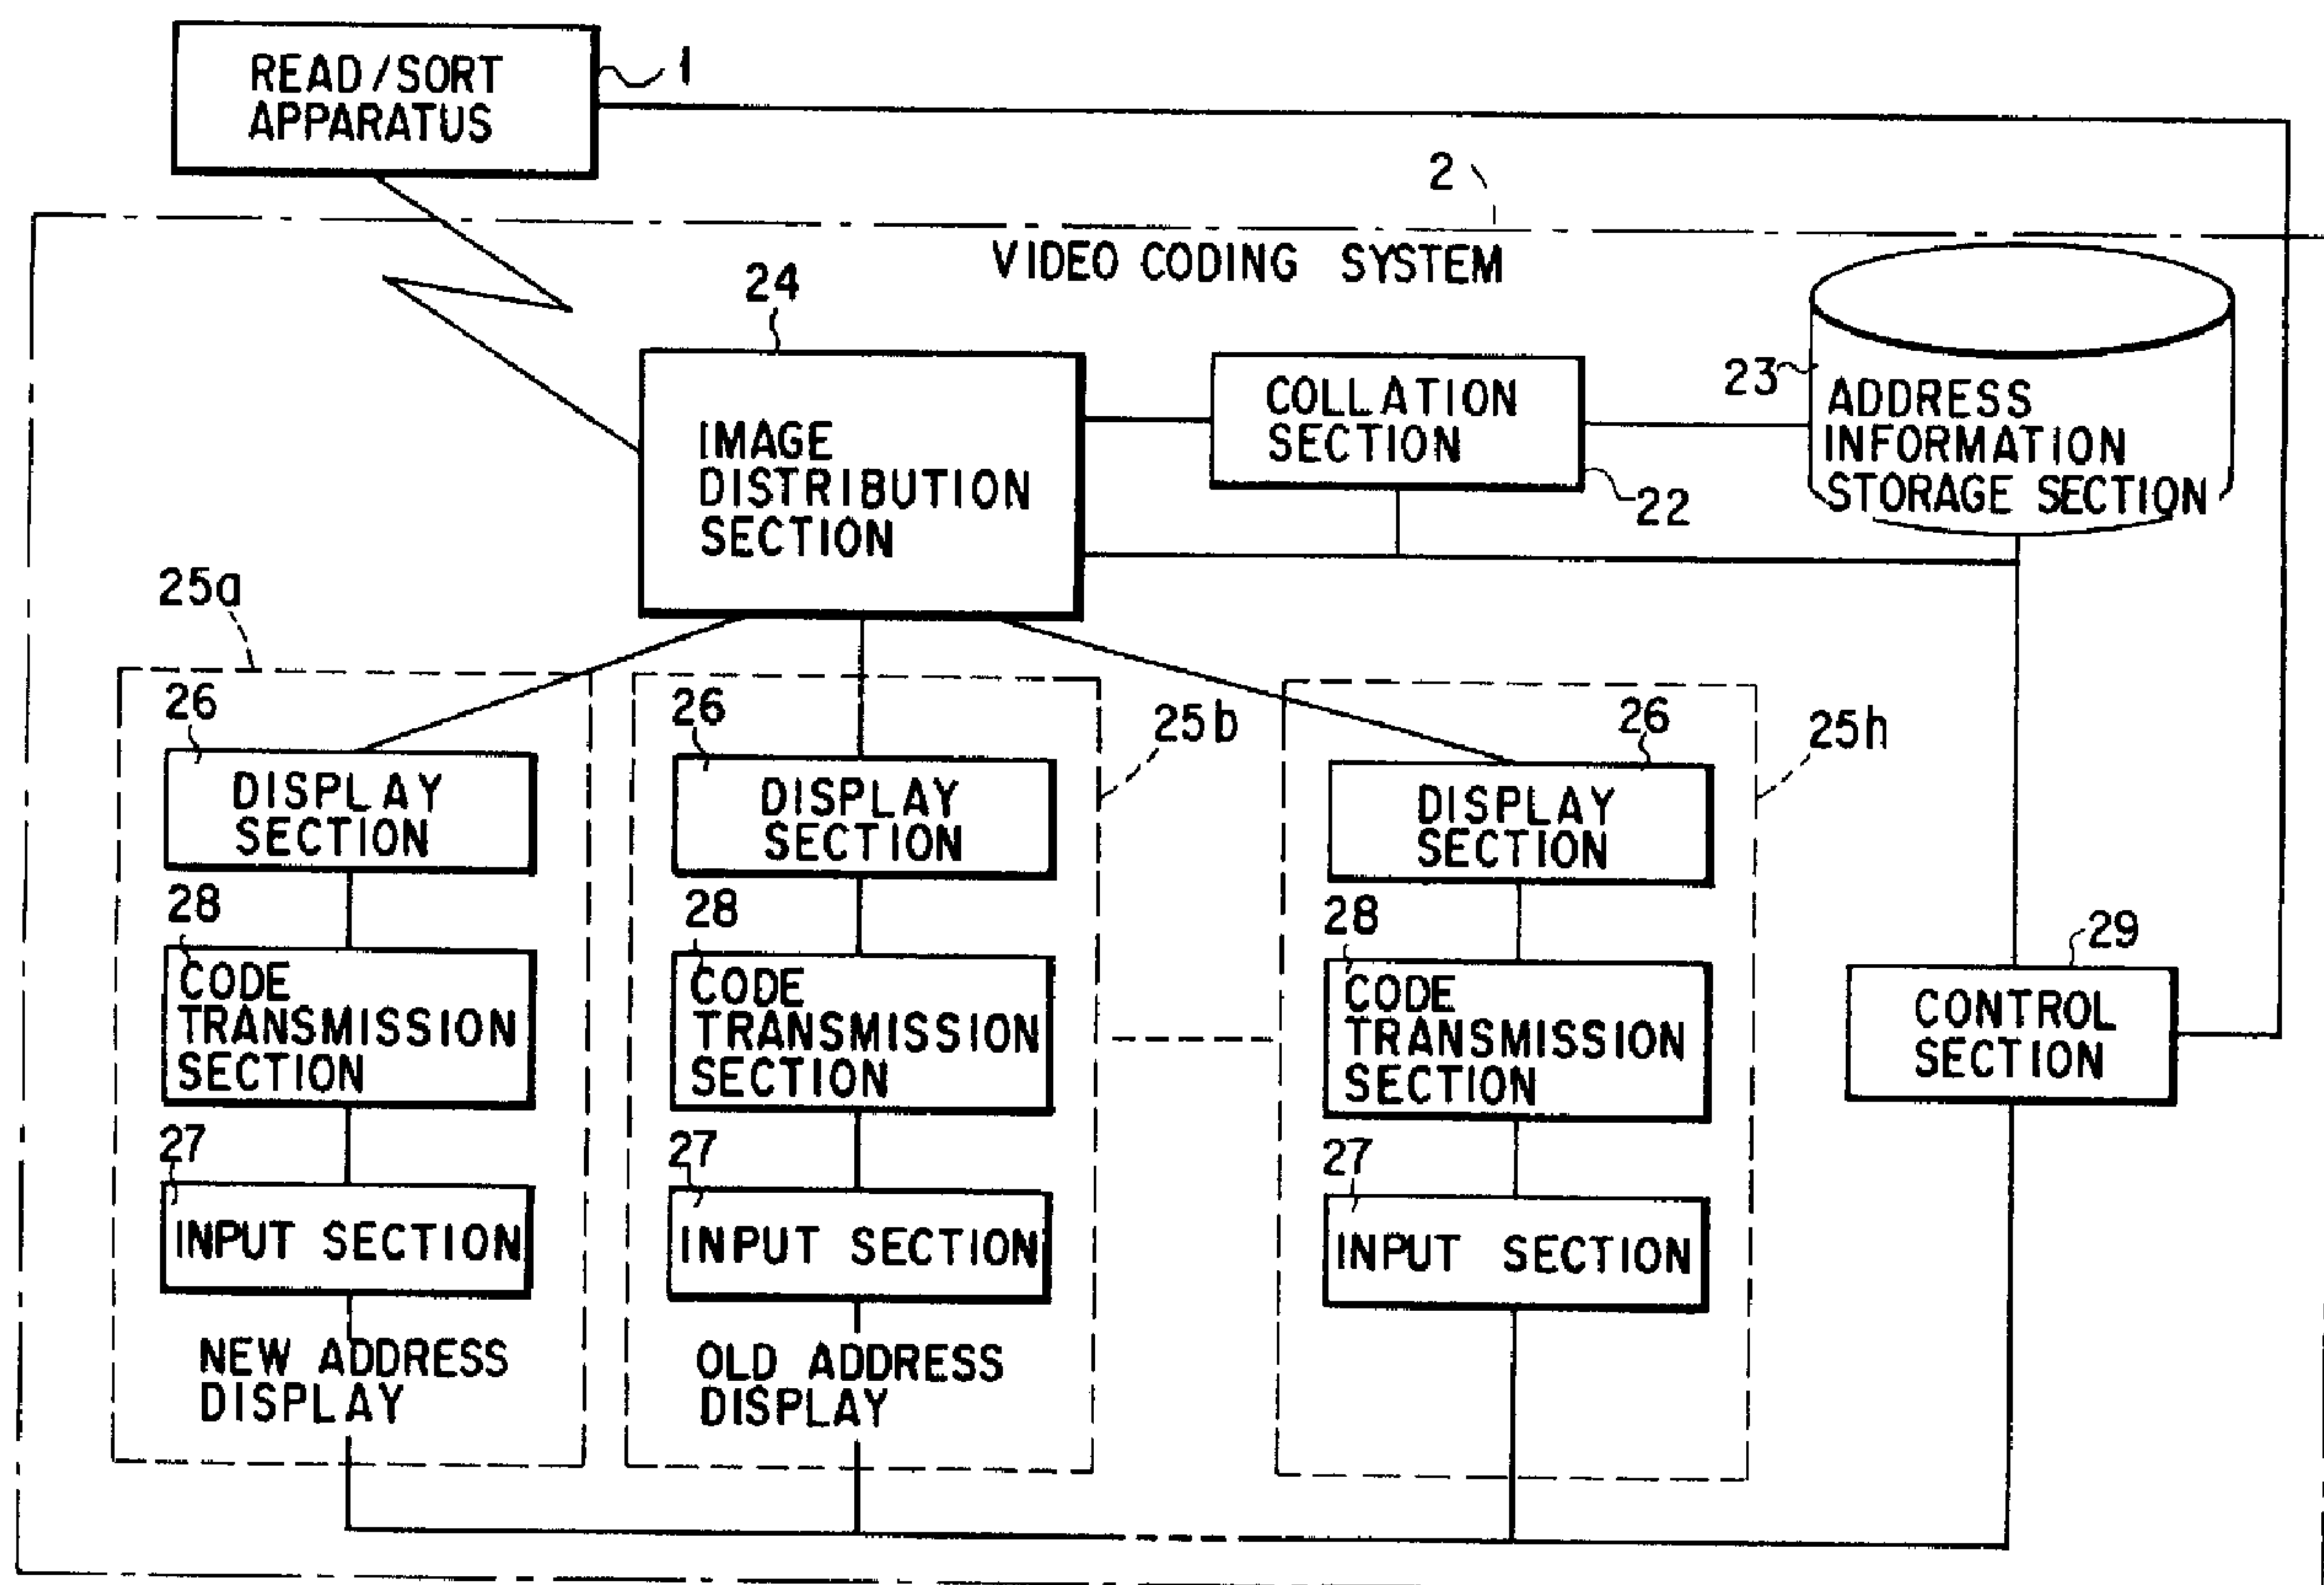 READ/SORT
APPARATUS
1
2
VIDEO CODING SYSTEM
24
IMAGE
DISTRIBUTION
SECTION
COLLATION
SECTION
22
23
ADDRESS
INFORMATION
STORAGE SECTION
25a
26
DISPLAY
SECTION
28
CODE
TRANSMISSION
SECTION
27
INPUT SECTION
NEW ADDRESS
DISPLAY
25b
26
DISPLAY
SECTION
28
CODE
TRANSMISSION
SECTION
27
INPUT SECTION
OLD ADDRESS
DISPLAY
25h
26
DISPLAY
SECTION
28
CODE
TRANSMISSION
SECTION
27
INPUT SECTION
29
CONTROL
SECTION